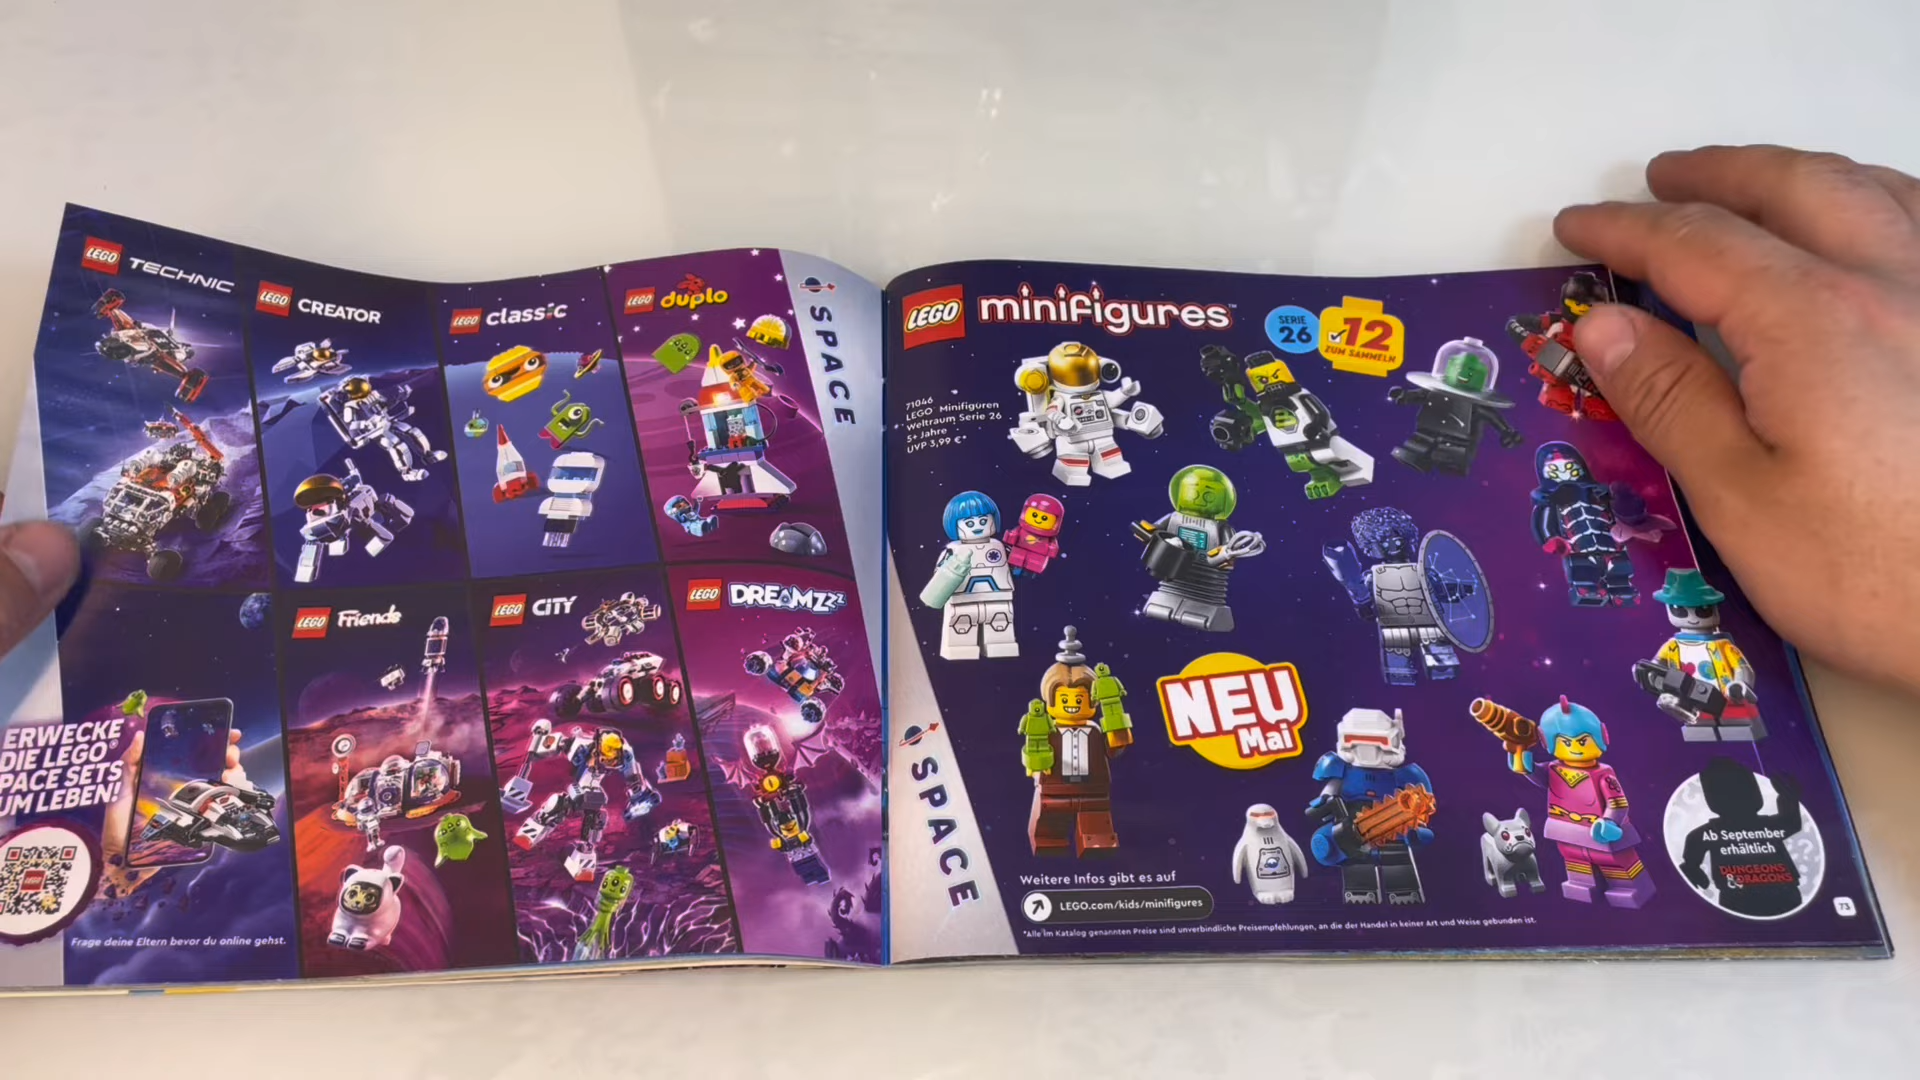 LEGO TECHNIC
LEGO CREATOR
LEGO classic
LEGO duplo
SPACE
ERWECKE
DIE LEGO®
PACE SETS
UM LEBEN!
Frage deine Eltern bevor du online gehst.
LEGO Friends
LEGO CITY
LEGO DREAMZzz
LEGO minifigures™
SERIE
26
12
ZUM SAMMELN
71046
LEGO® Minifiguren
Weltraum Serie 26
5+ Jahre
UVP 3,99 €*
NEU
Mai
SPACE
Weitere Infos gibt es auf
LEGO.com/kids/minifigures
*Alle im Katalog genannten Preise sind unverbindliche Preisempfehlungen, an die der Handel in keiner Art und Weise gebunden ist.
Ab September
erhältlich
DUNGEONS
& DRAGONS
73